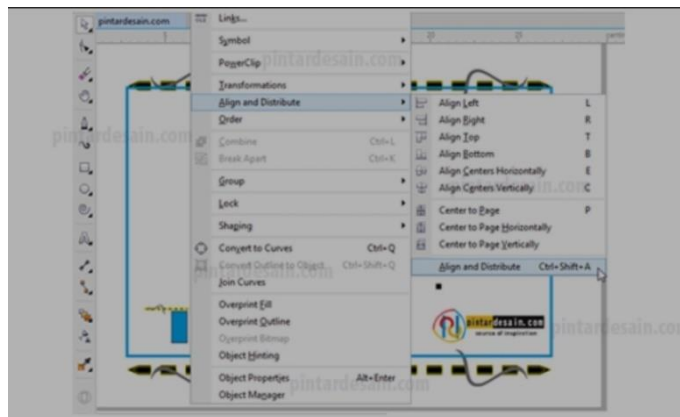 pintardesain.com
Links...
Symbol
PowerClip
Transformations
Align and Distribute
Order
Combine Ctrl+L
Break Apart Ctrl+K
Group
Lock
Shaping
Convert to Curves Ctrl+Q
Convert Outline to Object Ctrl+Shift+Q
Join Curves
Overprint Fill
Overprint Outline
Overprint Bitmap
Object Hinting
Object Properties Alt+Enter
Object Manager
Align Left L
Align Right R
Align Top T
Align Bottom B
Align Centers Horizontally E
Align Centers Vertically C
Center to Page P
Center to Page Horizontally
Center to Page Vertically
Align and Distribute Ctrl+Shift+A
pintardesain.com
source of inspiration
pintardesain.com
pintardesain.com
pintardesain.com